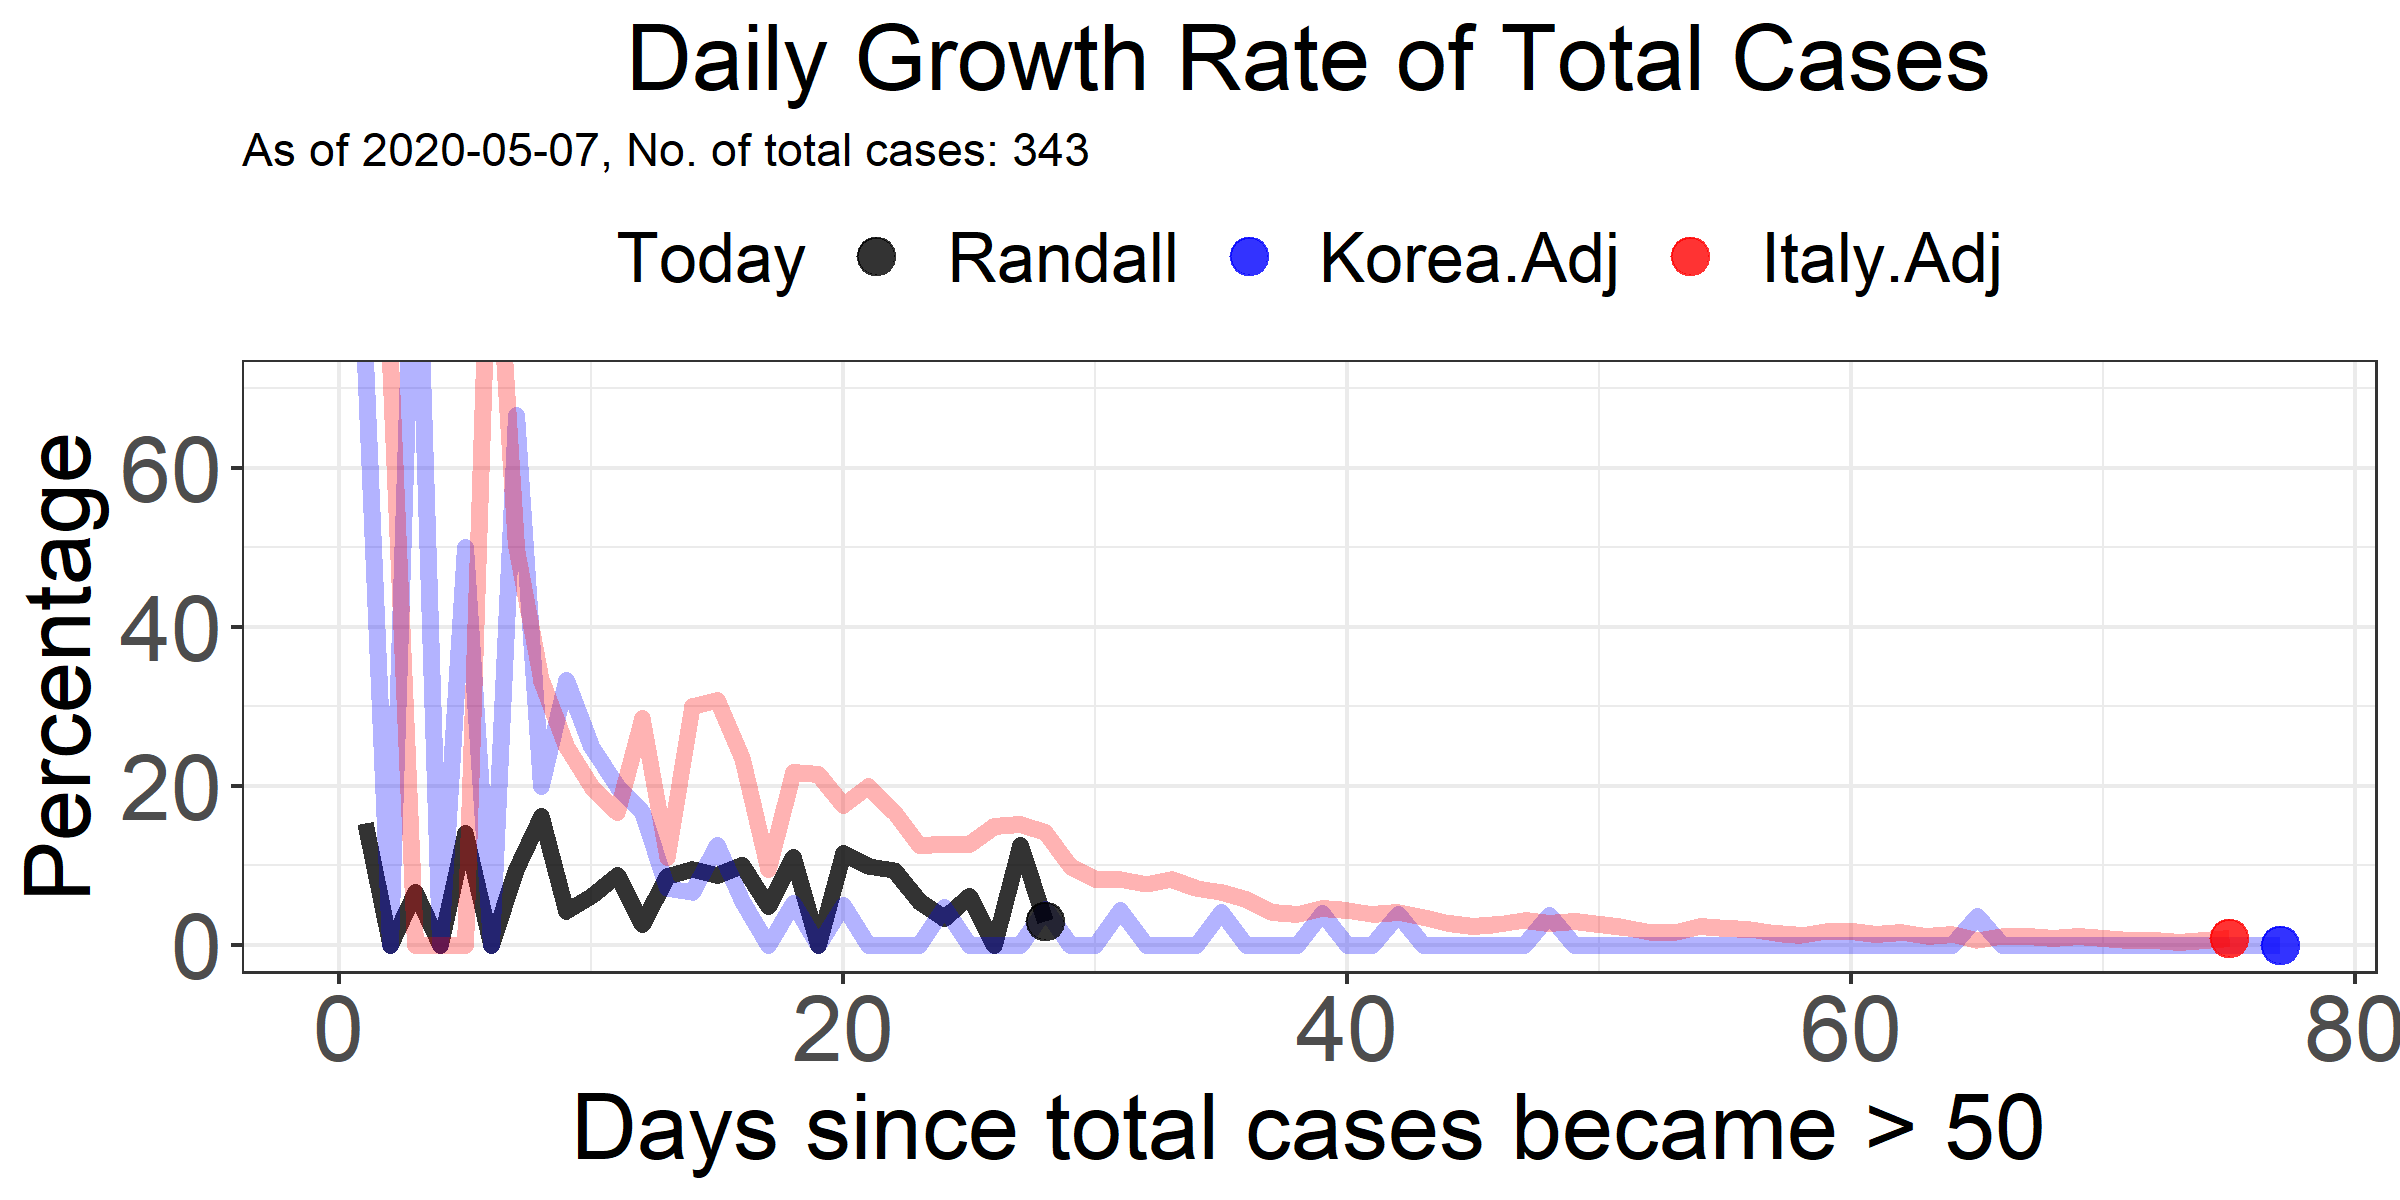 Daily Growth Rate of Total Cases
As of 2020-05-07, No. of total cases: 343
Today Randall Korea.Adj Italy.Adj
Percentage
60
40
20
0
0 20 40 60 80
Days since total cases became > 50